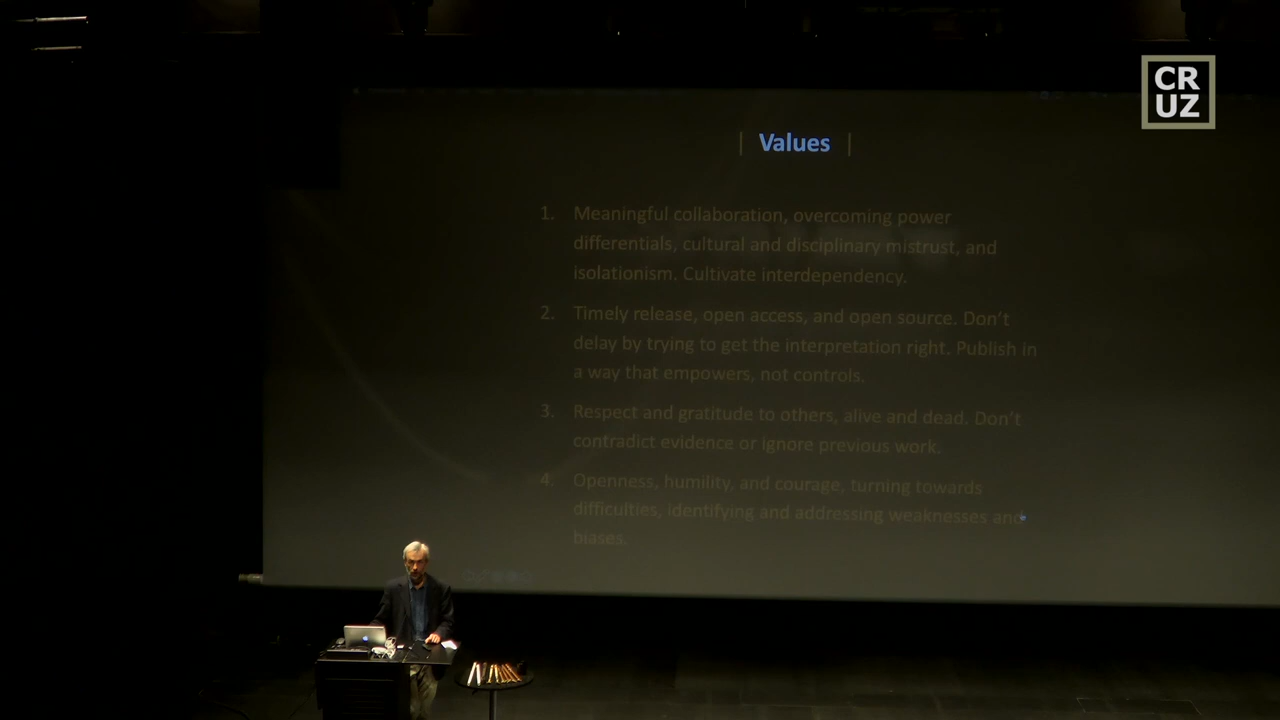 CR
UZ
| Values |
1. Meaningful collaboration, overcoming power
differentials, cultural and disciplinary mistrust, and
isolationism. Cultivate interdependency.
2. Timely release, open access, and open source. Don't
delay by trying to get the interpretation right. Publish in
a way that empowers, not controls.
3. Respect and gratitude to others, alive and dead. Don't
contradict evidence or ignore previous work.
4. Openness, humility, and courage, turning towards
difficulties, identifying and addressing weaknesses and
biases.